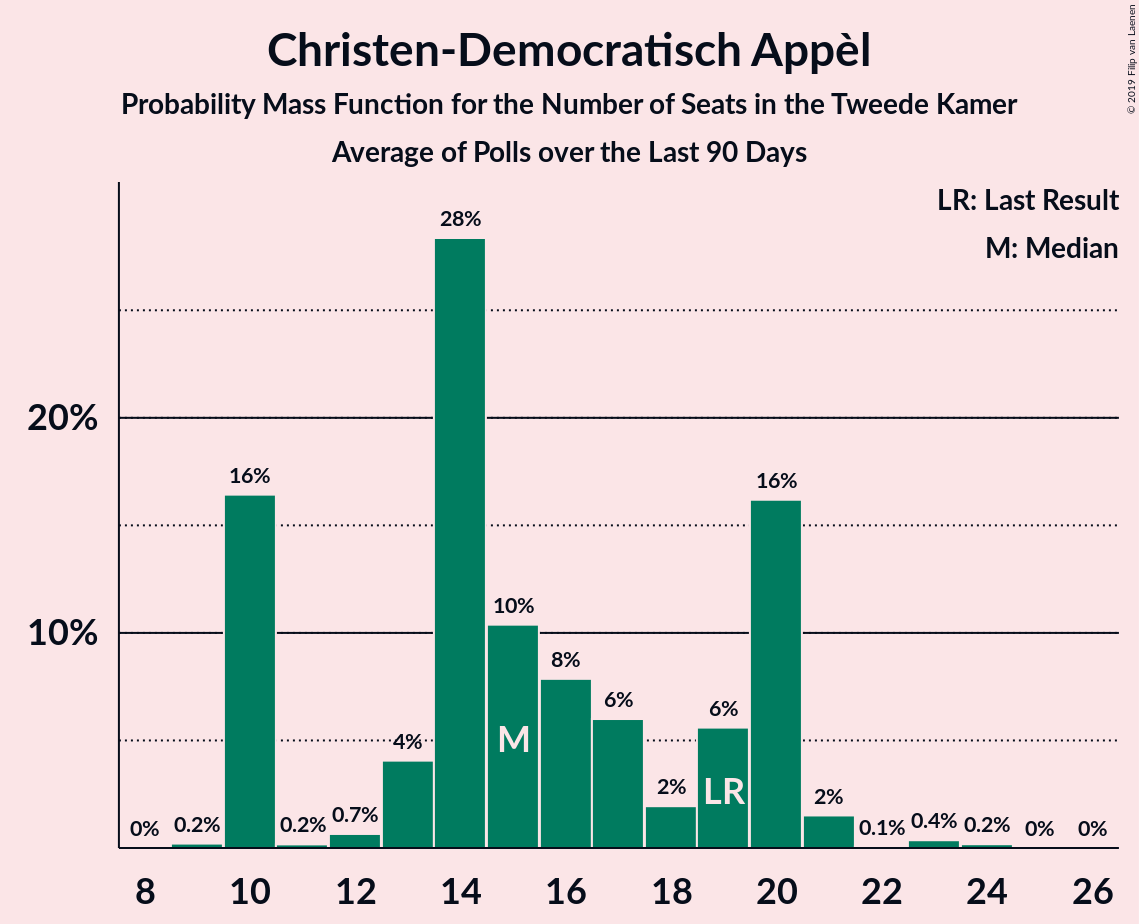 Christen-Democratisch Appèl
Probability Mass Function for the Number of Seats in the Tweede Kamer
Average of Polls over the Last 90 Days
© 2019 Filip van Laenen
LR: Last Result
M: Median
20%
10%
0%
0.2%
16%
0.2%
0.7%
4%
28%
10%
8%
6%
2%
6%
16%
2%
0.1%
0.4%
0.2%
0%
0%
M
LR
8 10 12 14 16 18 20 22 24 26